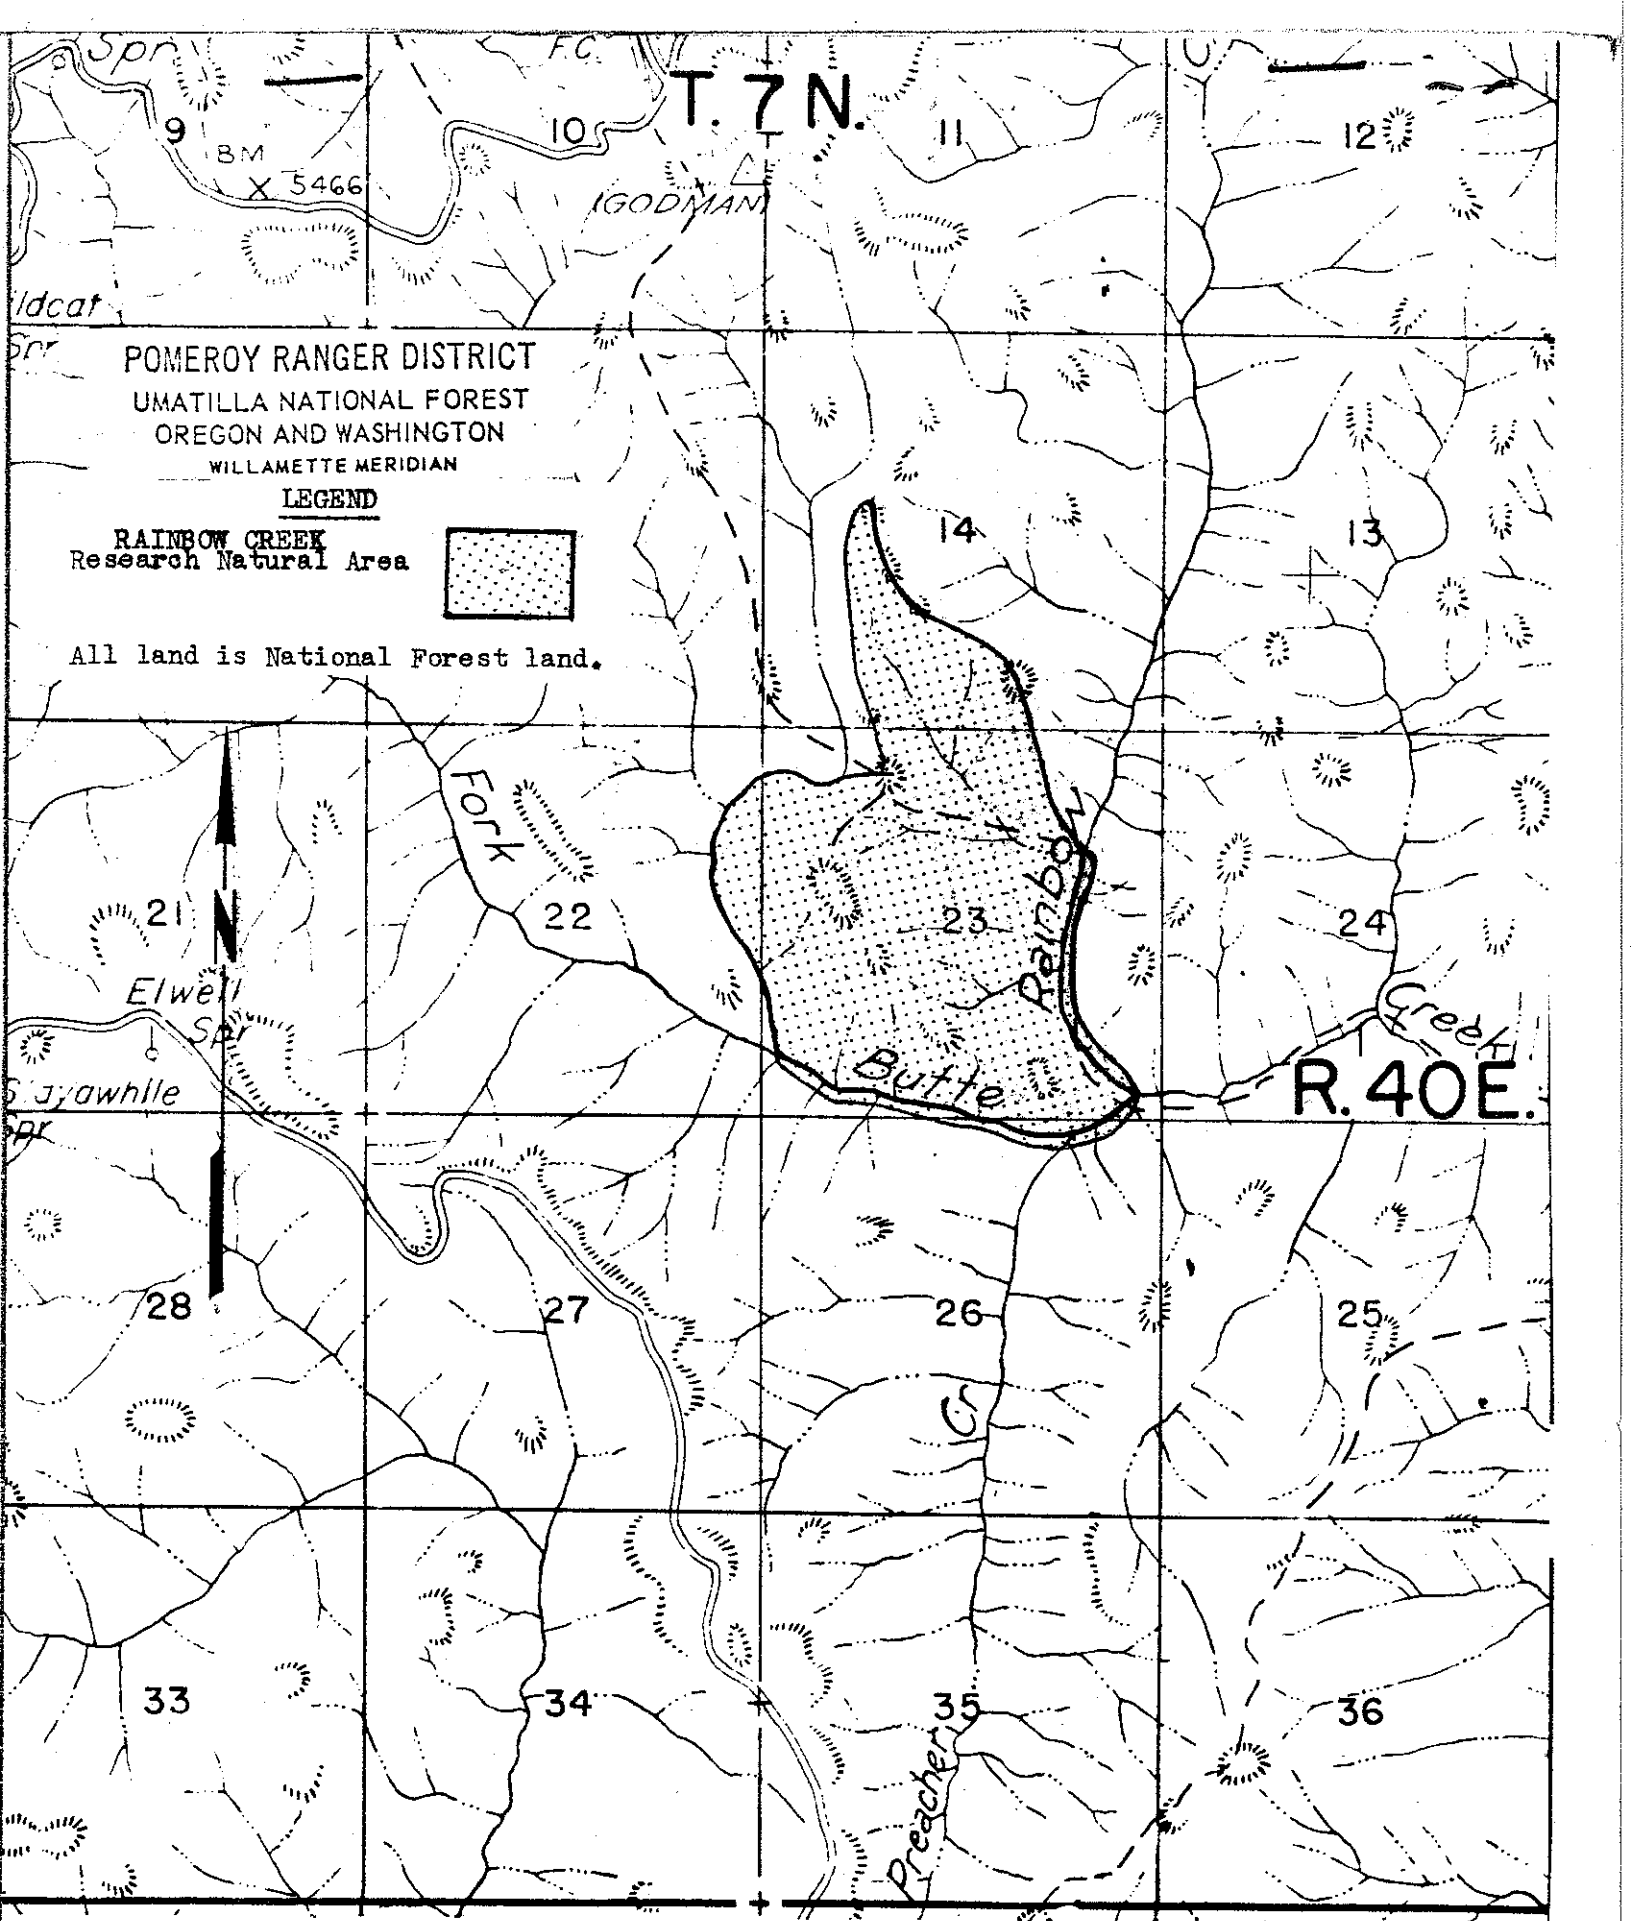 Spr
F.C.
T. 7 N.
9
10
11
12
BM
X 5466
GODMAN
Spr
POMEROY RANGER DISTRICT
UMATILLA NATIONAL FOREST
OREGON AND WASHINGTON
WILLAMETTE MERIDIAN
LEGEND
RAINBOW CREEK
Research Natural Area
14
13
All land is National Forest land.
Fork
Rainbow
21
N
22
23
24
Elwell
Spr
Creek
Butte
R. 40 E.
Spr
28
27
26
25
Cr
33
34
35
36
Preacher